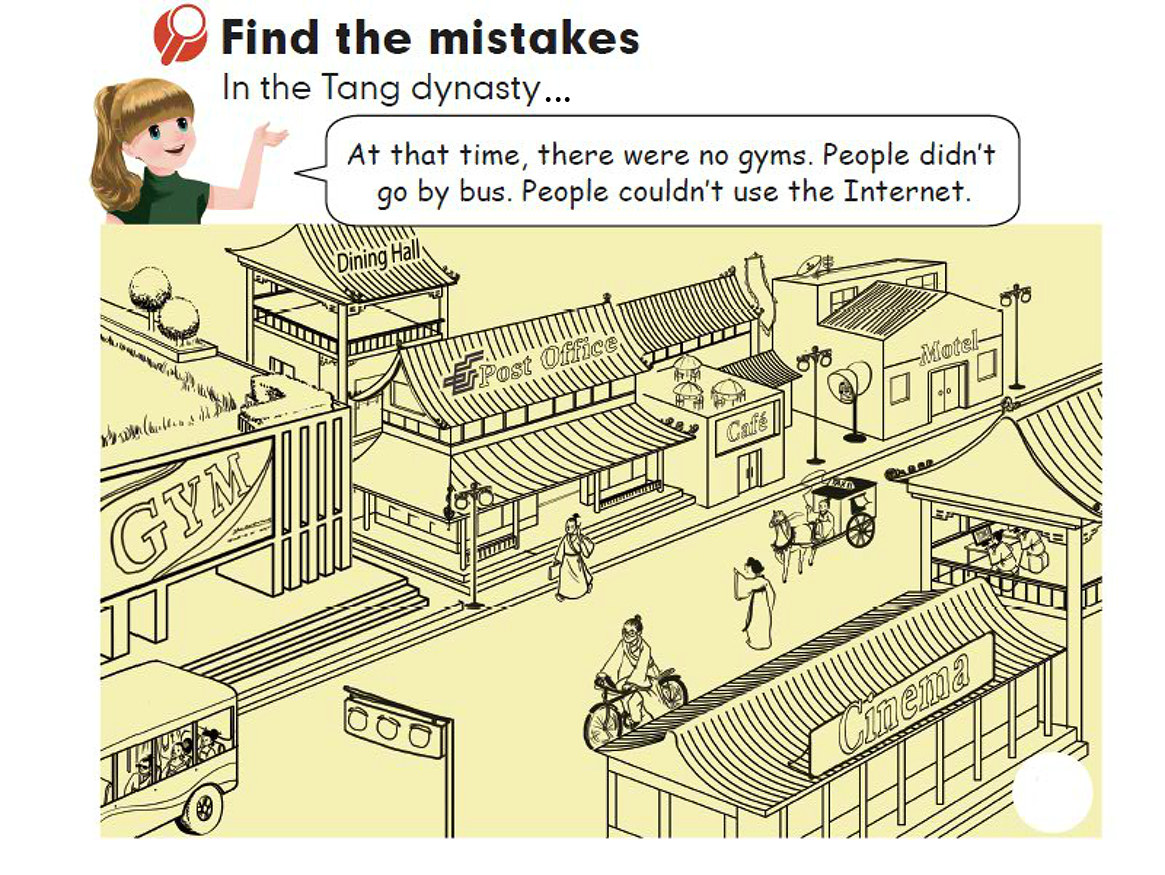 Find the mistakes
In the Tang dynasty...
At that time, there were no gyms. People didn't
go by bus. People couldn't use the Internet.
Dining Hall
Post Office
Motel
Café
GYM
TAXI
Cinema